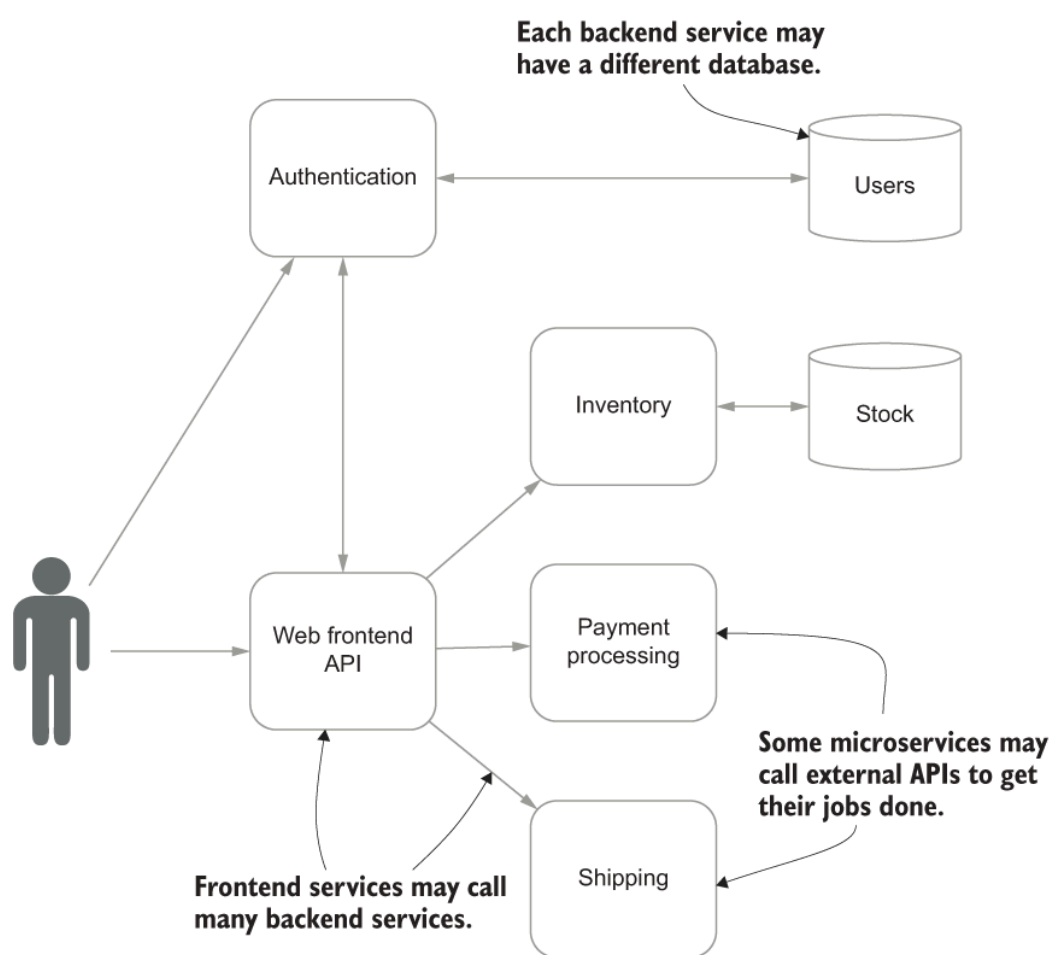 Each backend service may
have a different database.
Authentication
Users
Inventory
Stock
Web frontend
API
Payment
processing
Some microservices may
call external APIs to get
their jobs done.
Shipping
Frontend services may call
many backend services.